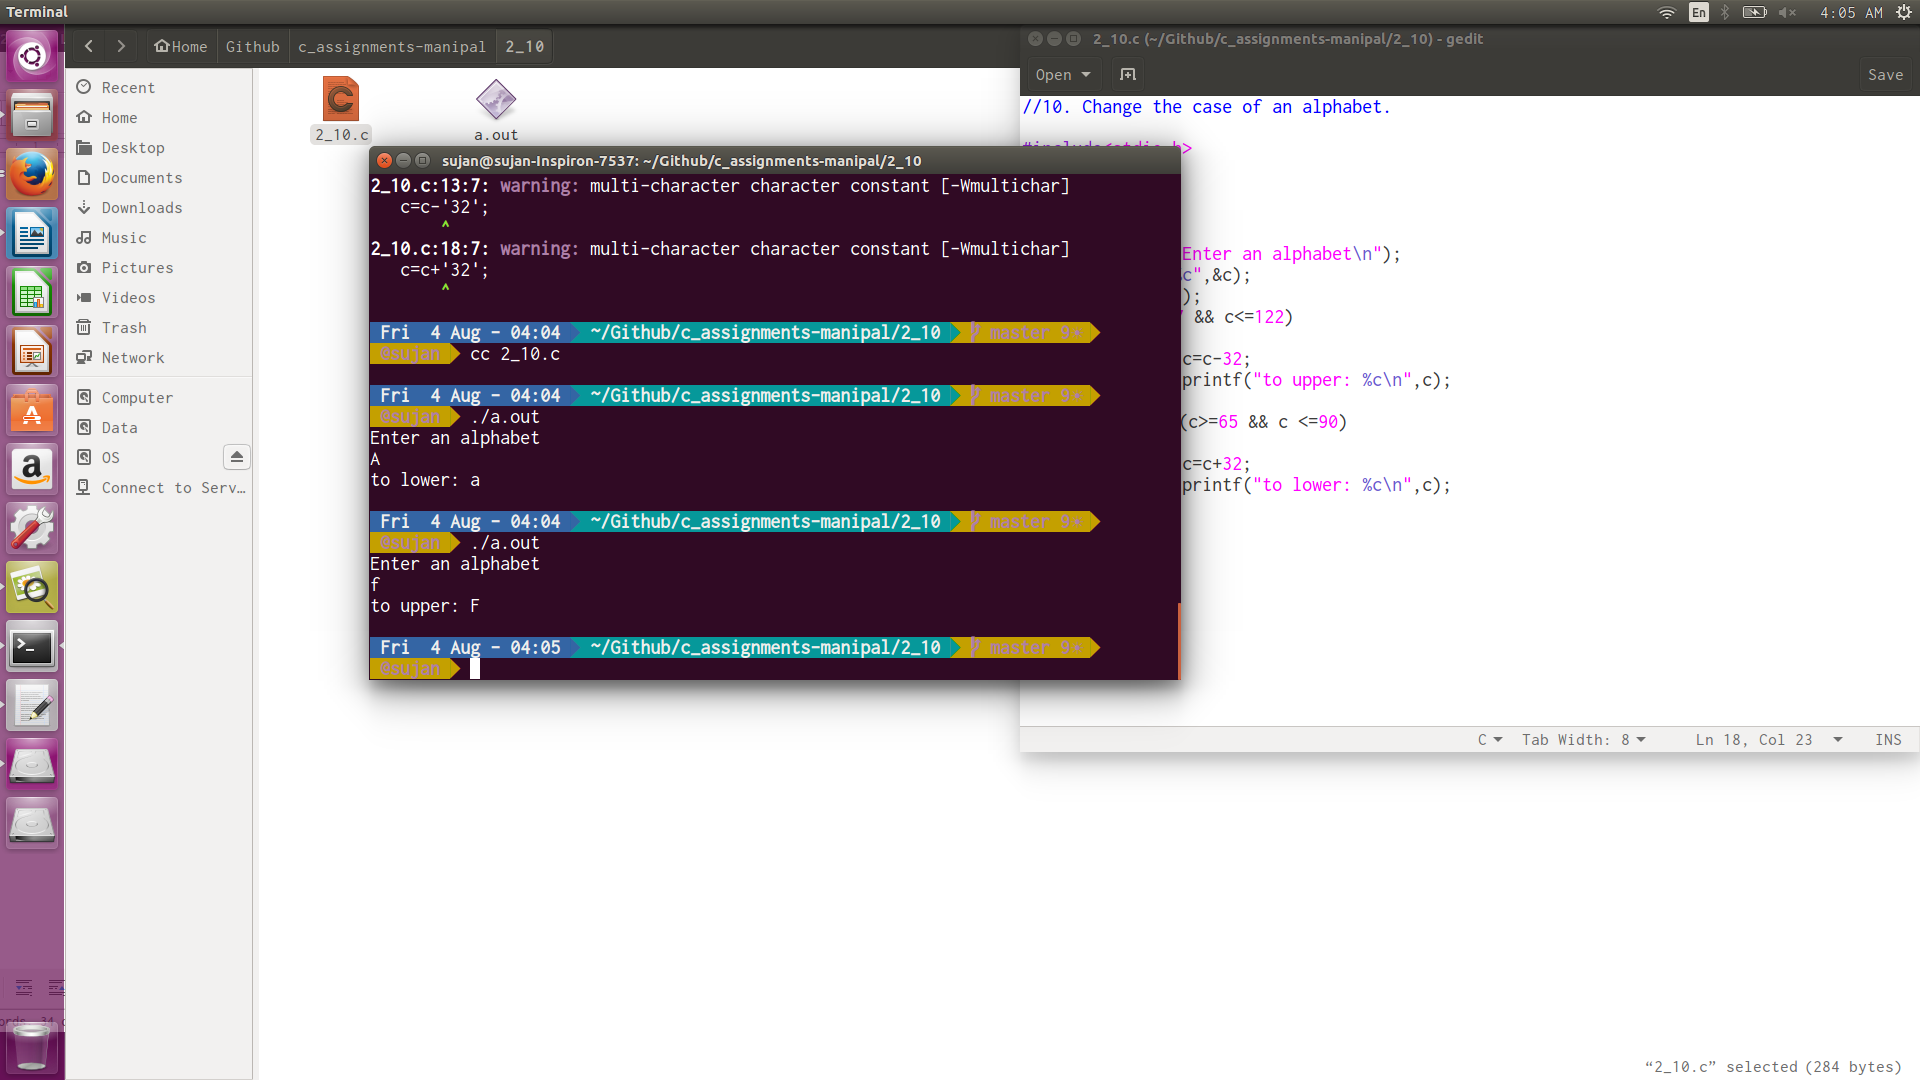 Terminal
En
4:05 AM
Home
Github
c_assignments-manipal
2_10
Recent
Home
Desktop
Documents
Downloads
Music
Pictures
Videos
Trash
Network
Computer
Data
OS
Connect to Serv…
2_10.c
a.out
sujan@sujan-Inspiron-7537: ~/Github/c_assignments-manipal/2_10
2_10.c:13:7: warning: multi-character character constant [-Wmultichar]
c=c-'32';
^
2_10.c:18:7: warning: multi-character character constant [-Wmultichar]
c=c+'32';
^
Fri 4 Aug - 04:04 ~/Github/c_assignments-manipal/2_10 master 9+
@sujan cc 2_10.c
Fri 4 Aug - 04:04 ~/Github/c_assignments-manipal/2_10 master 9+
@sujan ./a.out
Enter an alphabet
A
to lower: a
Fri 4 Aug - 04:04 ~/Github/c_assignments-manipal/2_10 master 9+
@sujan ./a.out
Enter an alphabet
f
to upper: F
Fri 4 Aug - 04:05 ~/Github/c_assignments-manipal/2_10 master 9+
@sujan
2_10.c (~/Github/c_assignments-manipal/2_10) - gedit
Open
Save
//10. Change the case of an alphabet.
#include<stdio.h>
Enter an alphabet\n");
c",&c);
);
&& c<=122)
c=c-32;
printf("to upper: %c\n",c);
(c>=65 && c <=90)
c=c+32;
printf("to lower: %c\n",c);
C
Tab Width: 8
Ln 18, Col 23
INS
“2_10.c” selected (284 bytes)